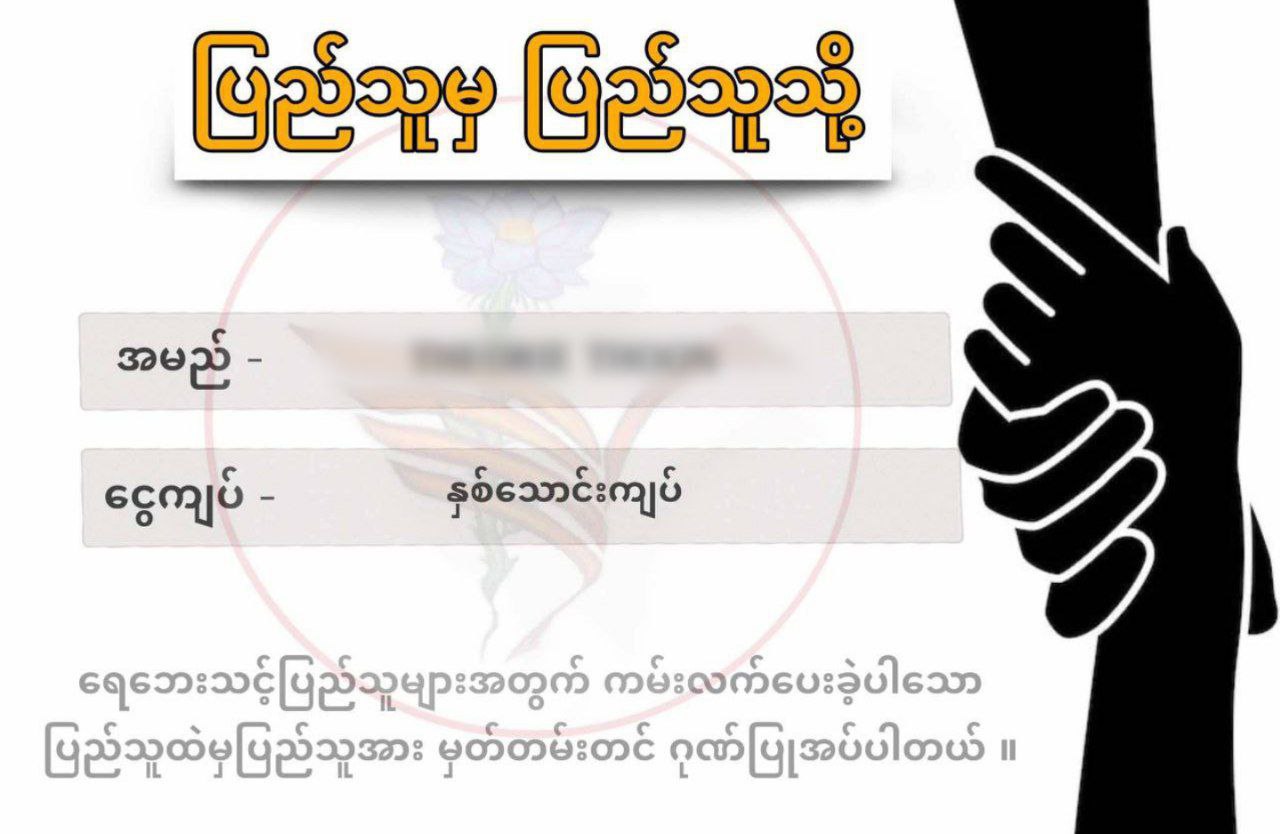 ပြည်သူမှ ပြည်သူသို့
အမည် -
ငွေကျပ် - နှစ်သောင်းကျပ်
ရေဘေးသင့်ပြည်သူများအတွက် ကမ်းလက်ပေးခဲ့ပါသော
ပြည်သူထဲမှပြည်သူအား မှတ်တမ်းတင် ဂုဏ်ပြုအပ်ပါတယ် ။